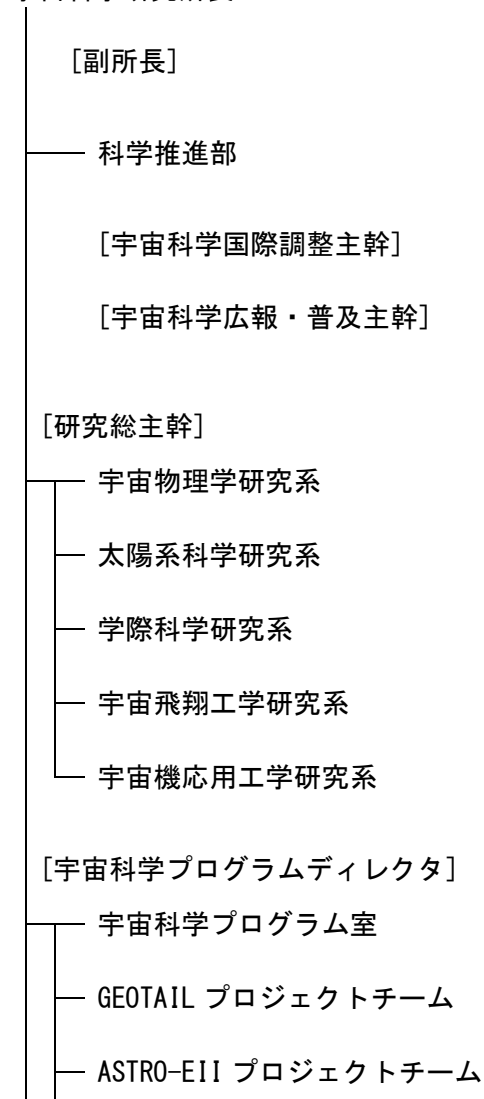 [副所長]
科学推進部
[宇宙科学国際調整主幹]
[宇宙科学広報・普及主幹]
[研究総主幹]
宇宙物理学研究系
太陽系科学研究系
学際科学研究系
宇宙飛翔工学研究系
宇宙機応用工学研究系
[宇宙科学プログラムディレクタ]
宇宙科学プログラム室
GEOTAIL プロジェクトチーム
ASTRO-EII プロジェクトチーム